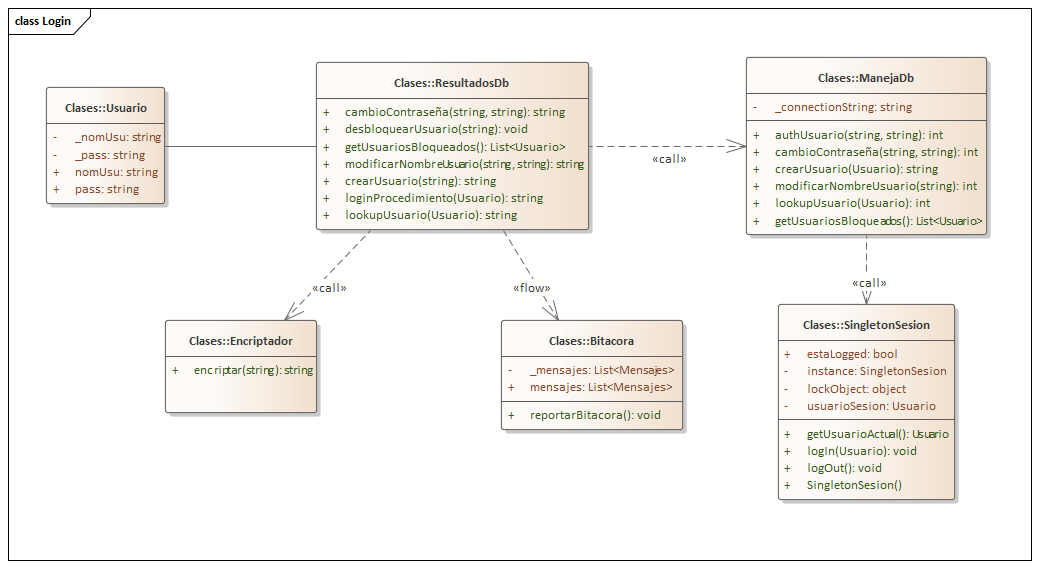 class Login
Clases::Usuario
- _nomUsu: string
- _pass: string
+ nomUsu: string
+ pass: string
Clases::ResultadosDb
+ cambioContraseña(string, string): string
+ desbloquearUsuario(string): void
+ getUsuariosBloqueados(): List<Usuario>
+ modificarNombreUsuario(string, string): string
+ crearUsuario(string): string
+ loginProcedimiento(Usuario): string
+ lookupUsuario(Usuario): string
«call»
Clases::ManejaDb
- _connectionString: string
+ authUsuario(string, string): int
+ cambioContraseña(string, string): int
+ crearUsuario(Usuario): string
+ modificarNombreUsuario(string): int
+ lookupUsuario(Usuario): int
+ getUsuariosBloqueados(): List<Usuario>
«call»
«flow»
«call»
Clases::Encriptador
+ encriptar(string): string
Clases::Bitacora
- _mensajes: List<Mensajes>
+ mensajes: List<Mensajes>
+ reportarBitacora(): void
Clases::SingletonSesion
+ estaLogged: bool
- instance: SingletonSesion
- lockObject: object
- usuarioSesion: Usuario
+ getUsuarioActual(): Usuario
+ logIn(Usuario): void
+ logOut(): void
+ SingletonSesion()